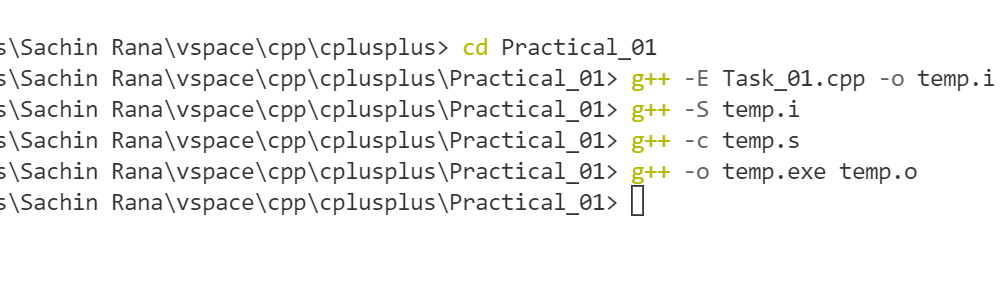 s\Sachin Rana\vspace\cpp\cplusplus> cd Practical_01
s\Sachin Rana\vspace\cpp\cplusplus\Practical_01> g++ -E Task_01.cpp -o temp.i
s\Sachin Rana\vspace\cpp\cplusplus\Practical_01> g++ -S temp.i
s\Sachin Rana\vspace\cpp\cplusplus\Practical_01> g++ -c temp.s
s\Sachin Rana\vspace\cpp\cplusplus\Practical_01> g++ -o temp.exe temp.o
s\Sachin Rana\vspace\cpp\cplusplus\Practical_01>